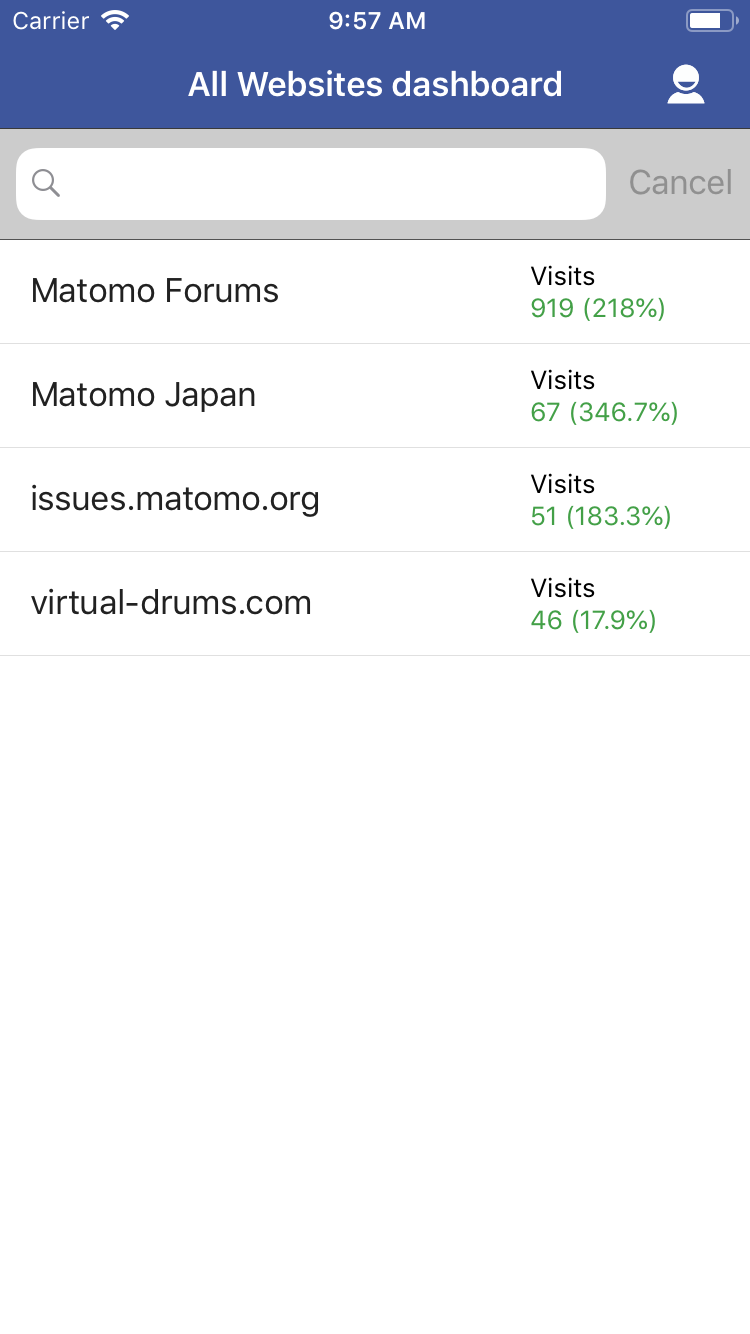 Carrier 9:57 AM
All Websites dashboard
Cancel
Matomo Forums
Visits
919 (218%)
Matomo Japan
Visits
67 (346.7%)
issues.matomo.org
Visits
51 (183.3%)
virtual-drums.com
Visits
46 (17.9%)